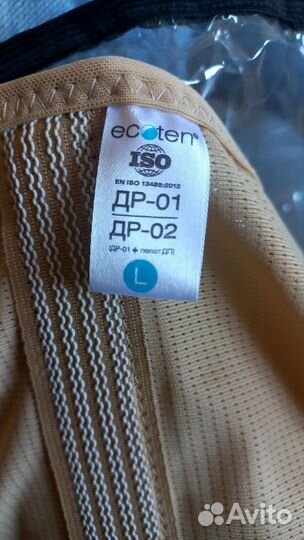 ecoten
ISO
EN ISO 13485:2012
ДР-01
ДР-02
(ДР-01 + пелот ДП)
L
Avito